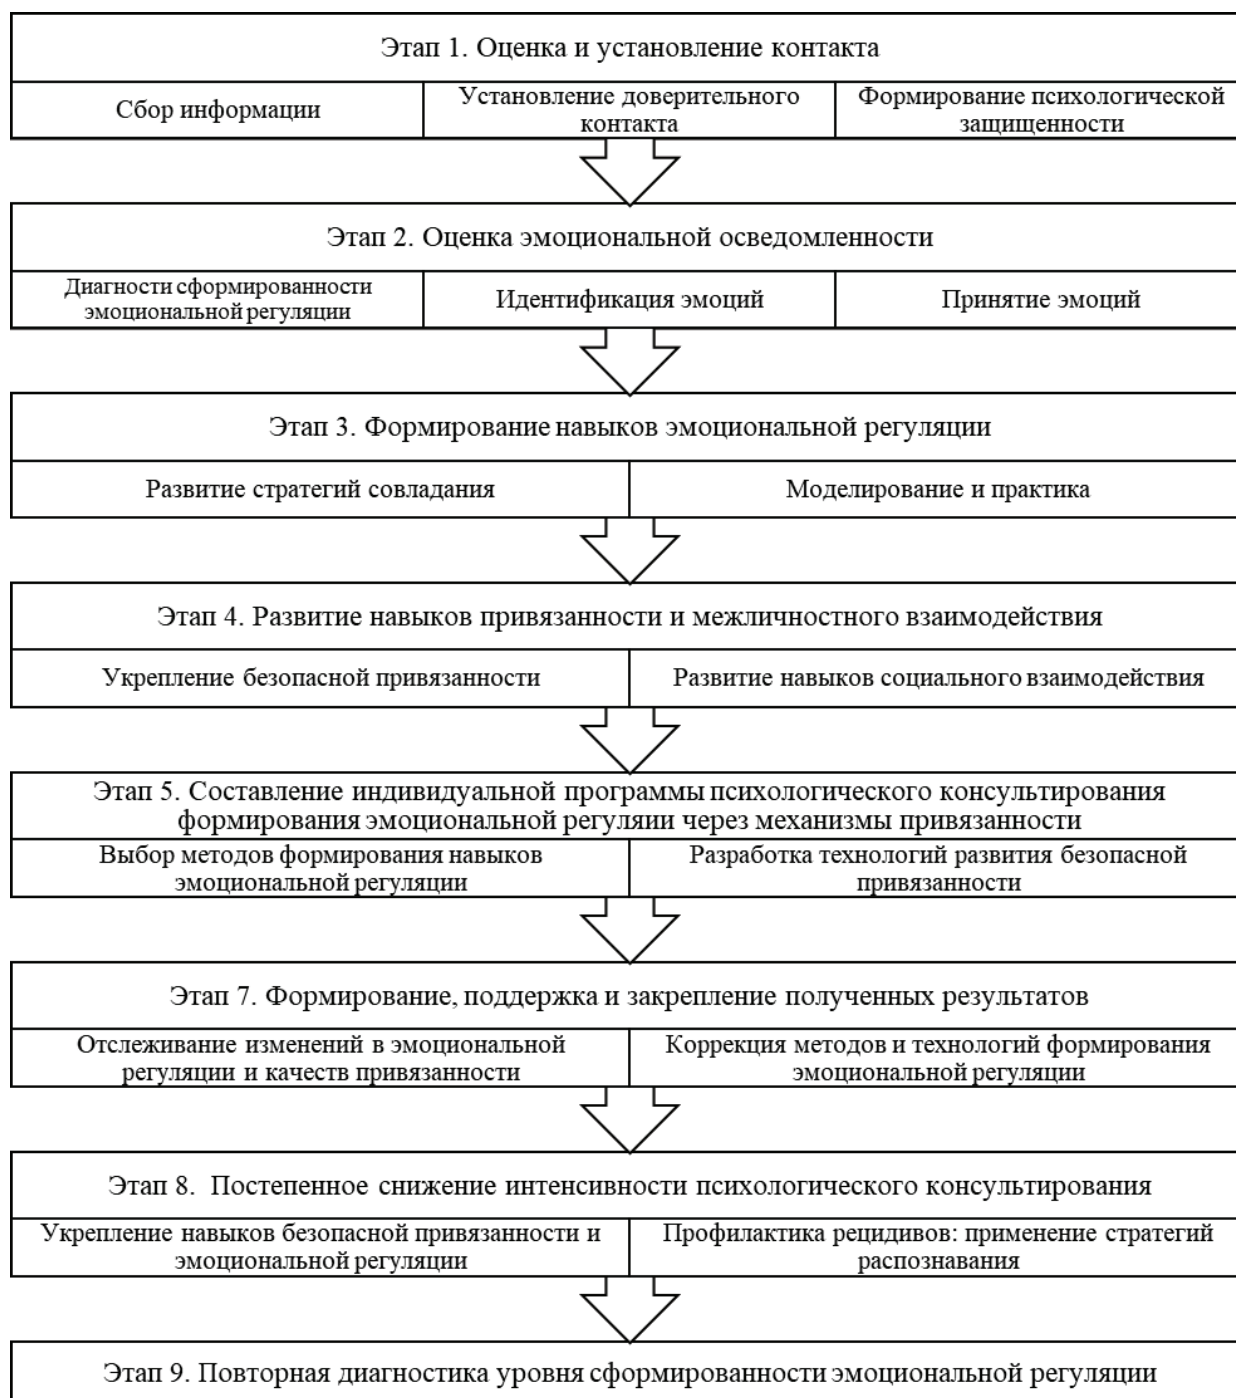 Этап 1. Оценка и установление контакта
Сбор информации
Установление доверительного
контакта
Формирование психологической
защищенности
Этап 2. Оценка эмоциональной осведомленности
Диагности сформированности
эмоциональной регуляции
Идентификация эмоций
Принятие эмоций
Этап 3. Формирование навыков эмоциональной регуляции
Развитие стратегий совладания
Моделирование и практика
Этап 4. Развитие навыков привязанности и межличностного взаимодействия
Укрепление безопасной привязанности
Развитие навыков социального взаимодействия
Этап 5. Составление индивидуальной программы психологического консультирования
формирования эмоциональной регуляии через механизмы привязанности
Выбор методов формирования навыков
эмоциональной регуляции
Разработка технологий развития безопасной
привязанности
Этап 7. Формирование, поддержка и закрепление полученных результатов
Отслеживание изменений в эмоциональной
регуляции и качеств привязанности
Коррекция методов и технологий формирования
эмоциональной регуляции
Этап 8. Постепенное снижение интенсивности психологического консультирования
Укрепление навыков безопасной привязанности и
эмоциональной регуляции
Профилактика рецидивов: применение стратегий
распознавания
Этап 9. Повторная диагностика уровня сформированности эмоциональной регуляции